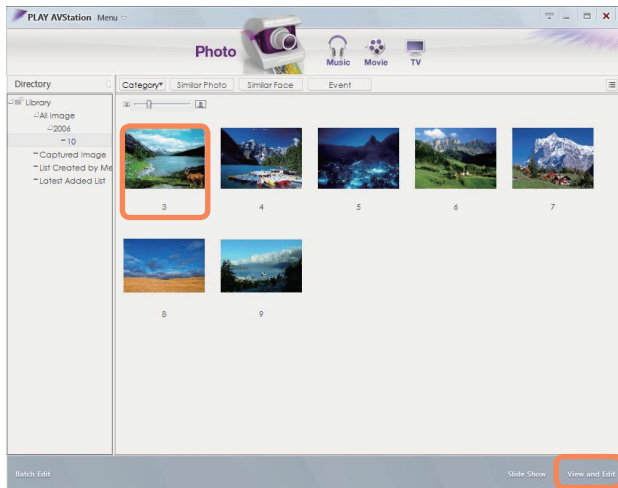 PLAY AVStation Menu
Photo
Music Movie TV
Directory
Category Similar Photo Similar Face Event
Library
All Image
2006
10
Captured Image
List Created by Me
Latest Added List
3 4 5 6 7
8 9
Batch Edit Slide Show View and Edit